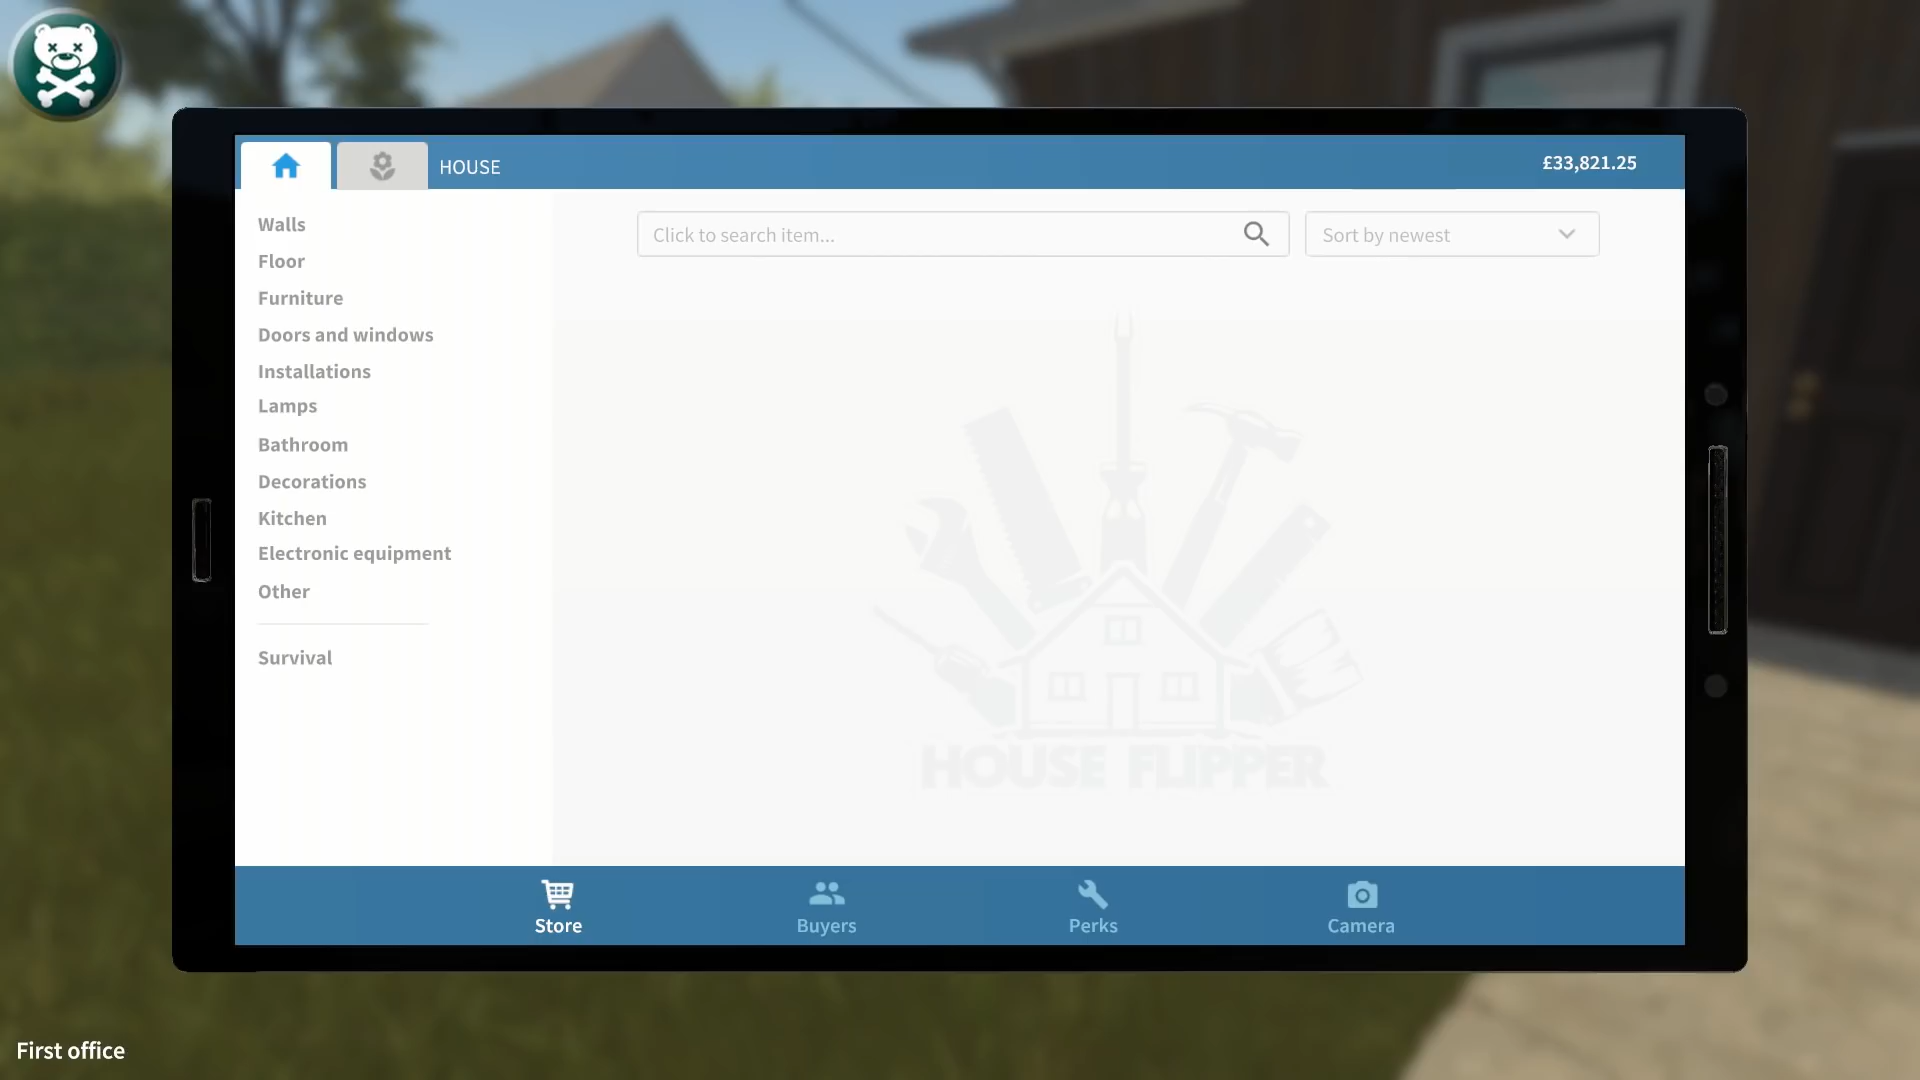 HOUSE
£33,821.25
Walls
Floor
Furniture
Doors and windows
Installations
Lamps
Bathroom
Decorations
Kitchen
Electronic equipment
Other
Survival
Click to search item...
Sort by newest
HOUSE FLIPPER
Store
Buyers
Perks
Camera
First office